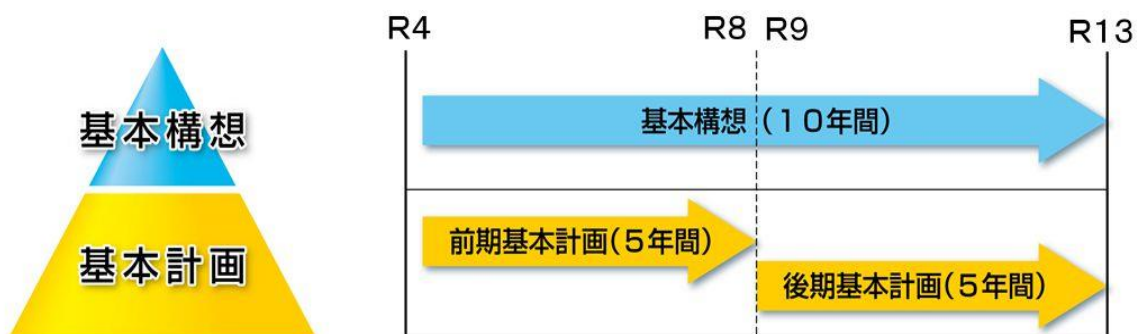 基本構想
基本計画
R4 R8 R9 R13
基本構想(10年間)
前期基本計画(5年間)
後期基本計画(5年間)